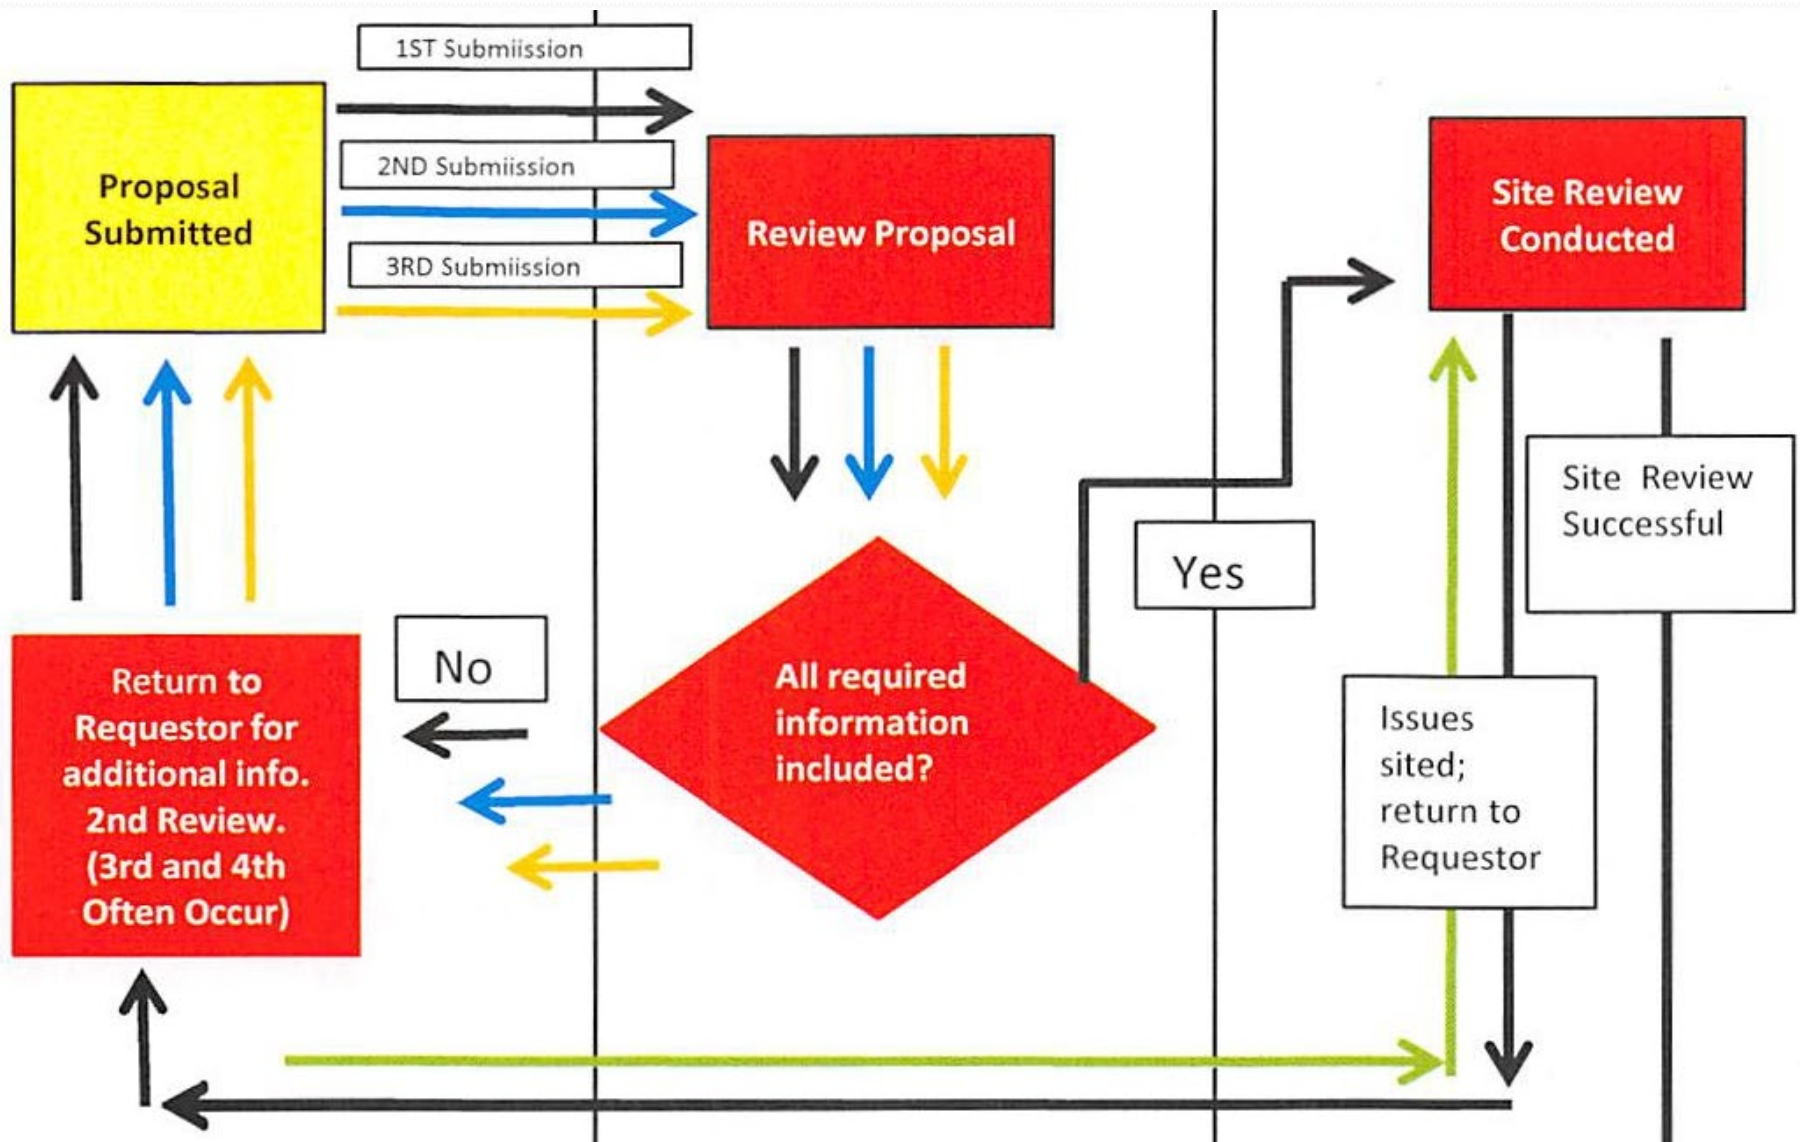 1ST Submiission
Proposal
Submitted
2ND Submiission
3RD Submiission
Review Proposal
Site Review
Conducted
Site Review
Successful
Yes
No
Return to
Requestor for
additional info.
2nd Review.
(3rd and 4th
Often Occur)
All required
information
included?
Issues
sited;
return to
Requestor